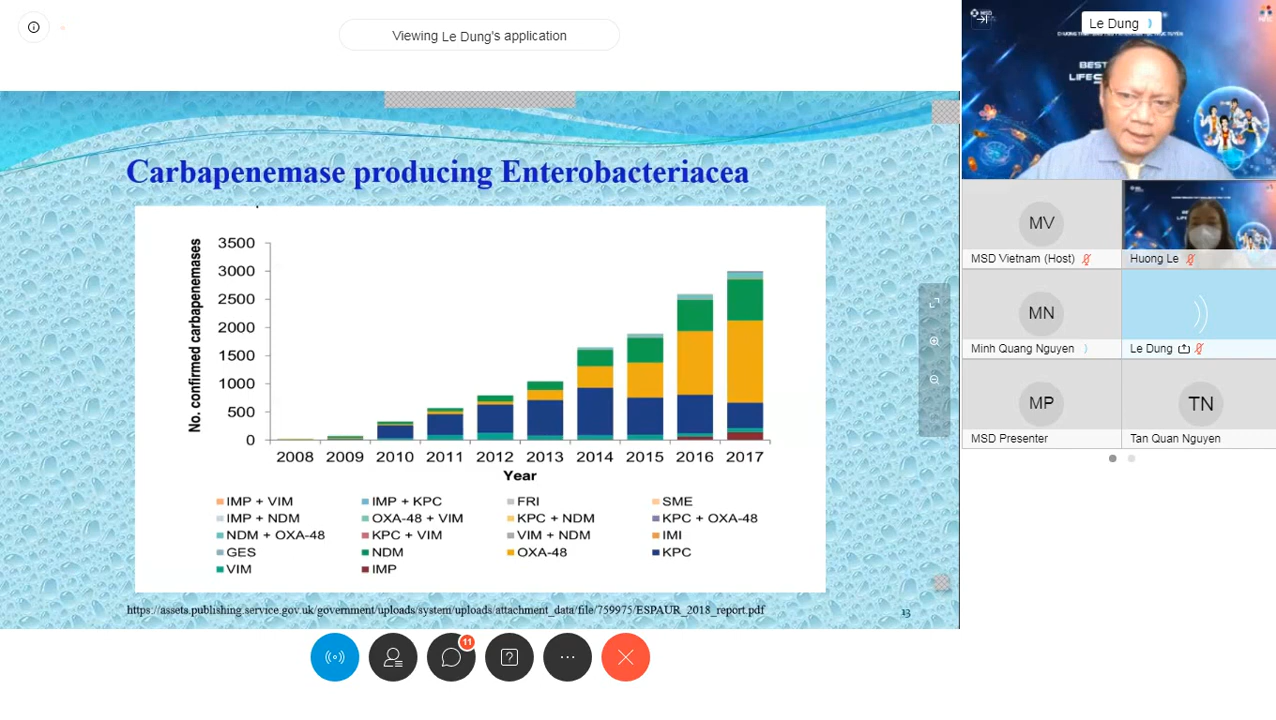 Viewing Le Dung's application
Carbapenemase producing Enterobacteriacea
No. confirmed carbapenemases
3500
3000
2500
2000
1500
1000
500
0
2008 2009 2010 2011 2012 2013 2014 2015 2016 2017
Year
IMP + VIM IMP + KPC FRI SME
IMP + NDM OXA-48 + VIM KPC + NDM KPC + OXA-48
NDM + OXA-48 KPC + VIM VIM + NDM IMI
GES NDM OXA-48 KPC
VIM IMP
https://assets.publishing.service.gov.uk/government/uploads/system/uploads/attachment_data/file/759975/ESPAUR_2018_report.pdf
13
11
MSD
Le Dung
BEST
MV
MSD Vietnam (Host)
Huong Le
MN
Minh Quang Nguyen
Le Dung
MP
MSD Presenter
TN
Tan Quan Nguyen